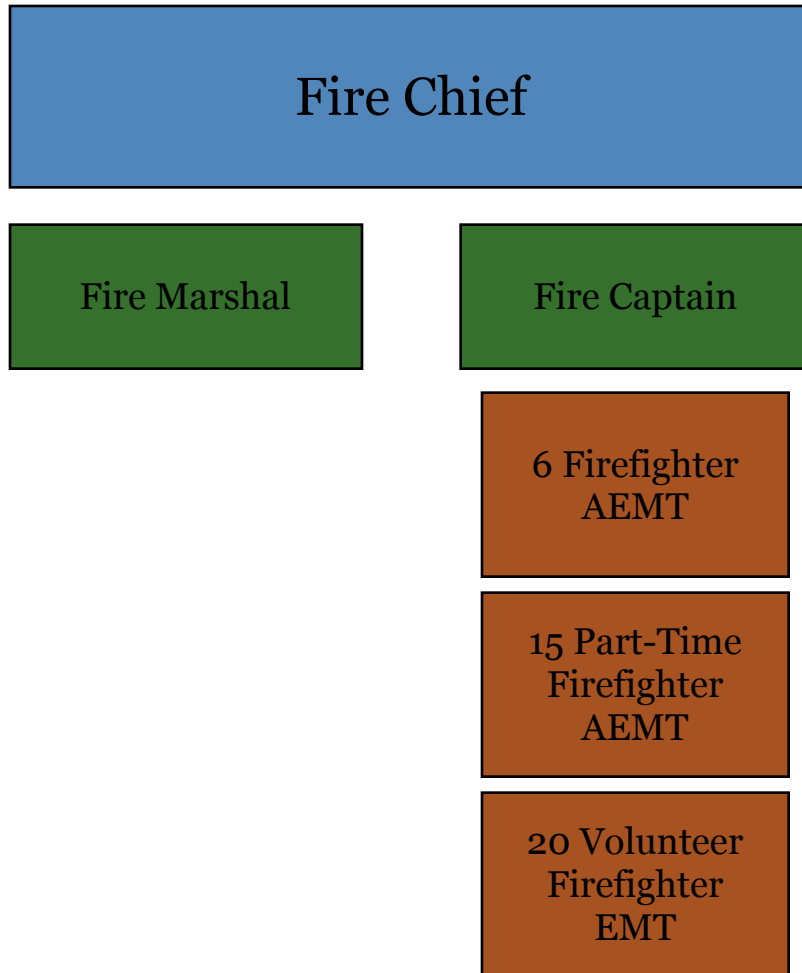 Fire Chief
Fire Marshal
Fire Captain
6 Firefighter
AEMT
15 Part-Time
Firefighter
AEMT
20 Volunteer
Firefighter
EMT